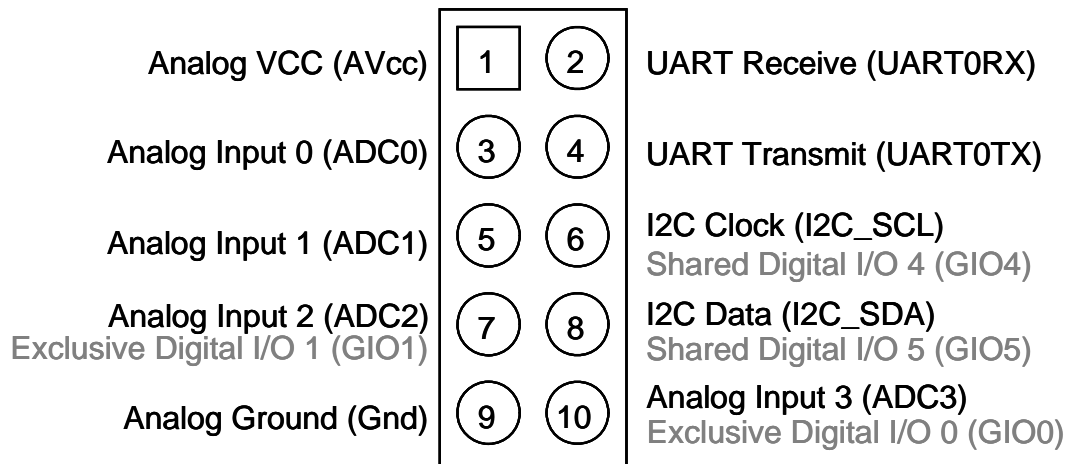 Analog VCC (AVcc) 1 2 UART Receive (UART0RX)
Analog Input 0 (ADC0) 3 4 UART Transmit (UART0TX)
Analog Input 1 (ADC1) 5 6 I2C Clock (I2C_SCL)
Shared Digital I/O 4 (GIO4)
Analog Input 2 (ADC2) 7 8 I2C Data (I2C_SDA)
Exclusive Digital I/O 1 (GIO1) Shared Digital I/O 5 (GIO5)
Analog Ground (Gnd) 9 10 Analog Input 3 (ADC3)
Exclusive Digital I/O 0 (GIO0)